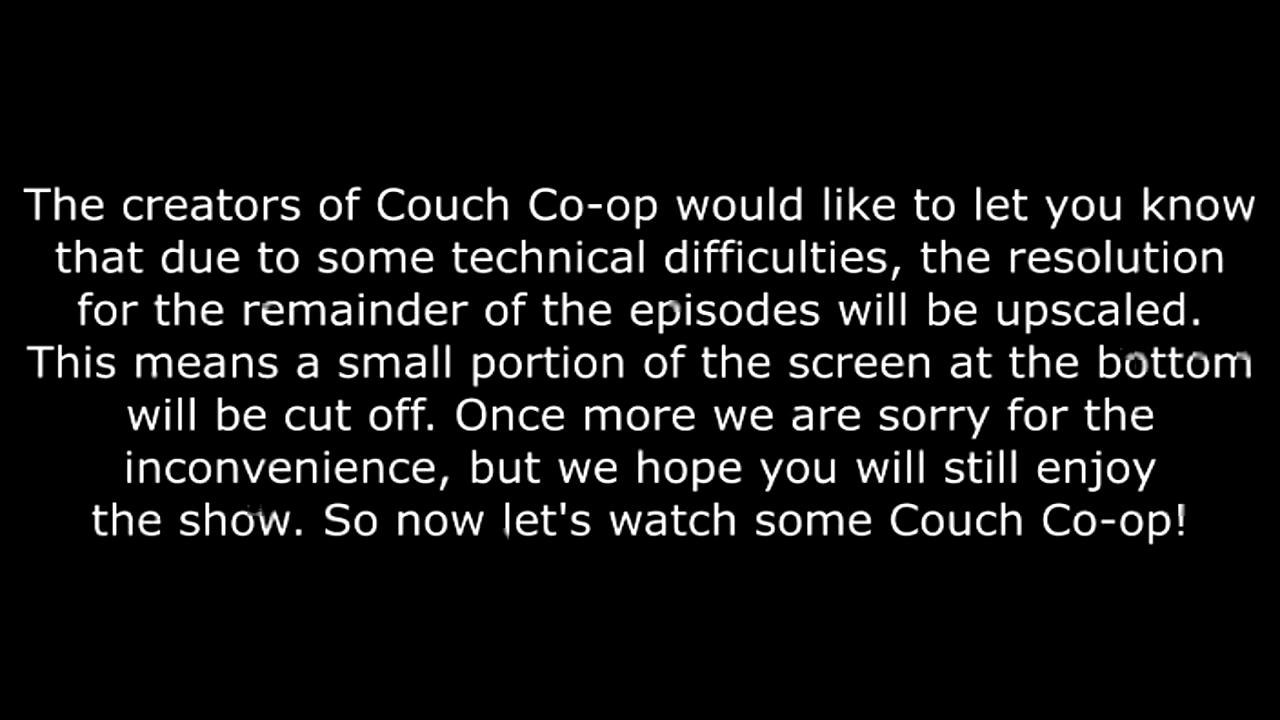 The creators of Couch Co-op would like to let you know
that due to some technical difficulties, the resolution
for the remainder of the episodes will be upscaled.
This means a small portion of the screen at the bottom
will be cut off. Once more we are sorry for the
inconvenience, but we hope you will still enjoy
the show. So now let's watch some Couch Co-op!